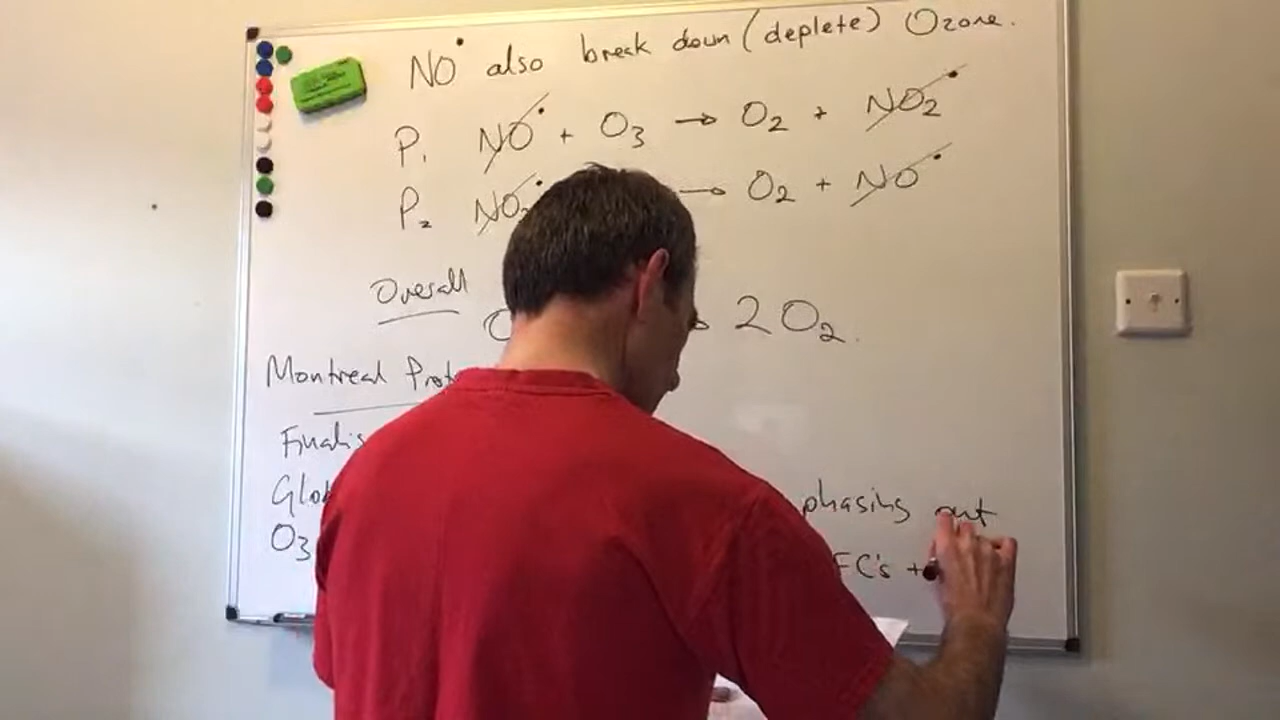 NO• also break down (deplete) Ozone.
P₁ NO• + O₃ → O₂ + NO₂•
P₂ NO₂• → O₂ + NO•
Overall
→ 2O₂.
Montreal Prot
Finalis
Glob phasing out
O₃ FC's +